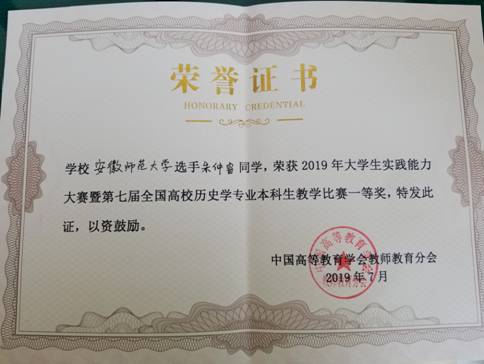 荣誉证书
HONORARY CREDENTIAL
学校 安徽师范大学 选手朱仲睿同学，荣获 2019 年大学生实践能力
大赛暨第七届全国高校历史学专业本科生教学比赛一等奖，特发此
证，以资鼓励。
中国高等教育学会教师教育分会
2019 年 7 月